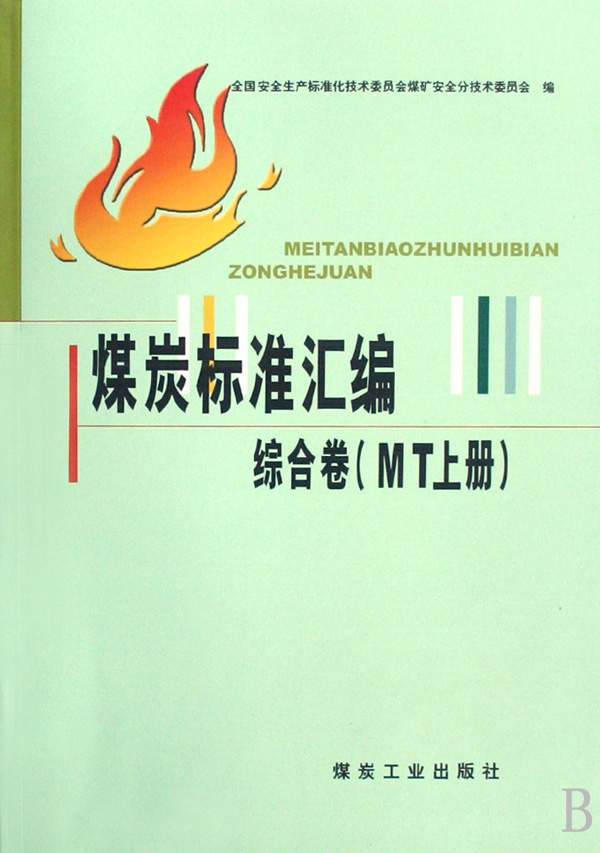 全国安全生产标准化技术委员会煤矿安全分技术委员会 编
MEITANBIAOZHUNHUIBIAN
ZONGHEJUAN
煤炭标准汇编
综合卷(MT上册)
煤炭工业出版社
B